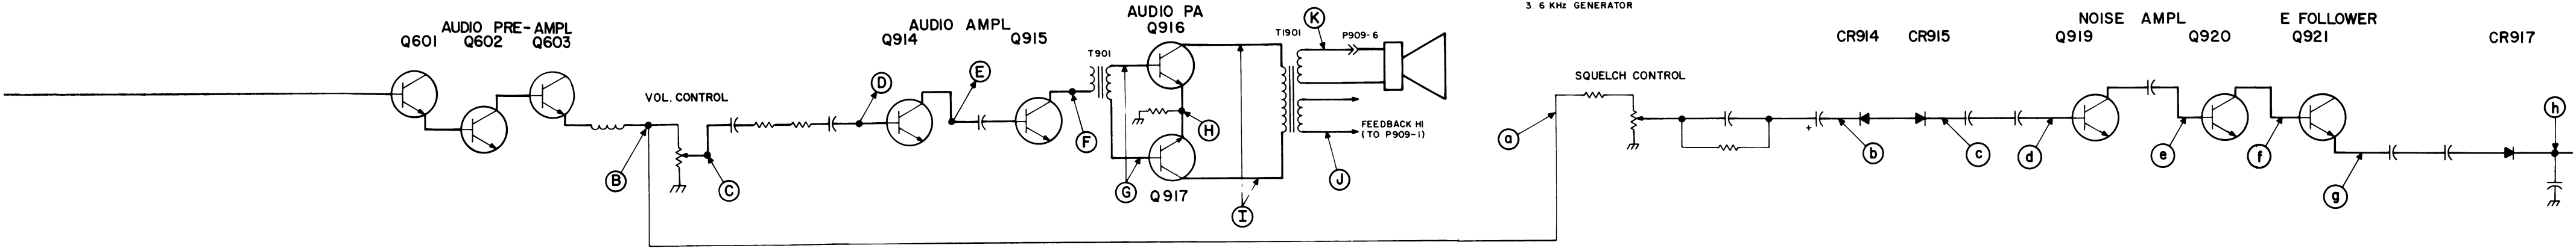 3. 6 KHz GENERATOR
AUDIO PRE-AMPL
Q601 Q602 Q603
AUDIO AMPL
Q914 Q915
AUDIO PA
Q916
T901
T1901
K
P909-6
NOISE AMPL
E FOLLOWER
CR914 CR915 Q919 Q920 Q921 CR917
VOL. CONTROL
D
E
SQUELCH CONTROL
FEEDBACK HI
(TO P909-1)
h
F
H
a
B
C
G
Q917
I
J
b
c
d
e
f
g